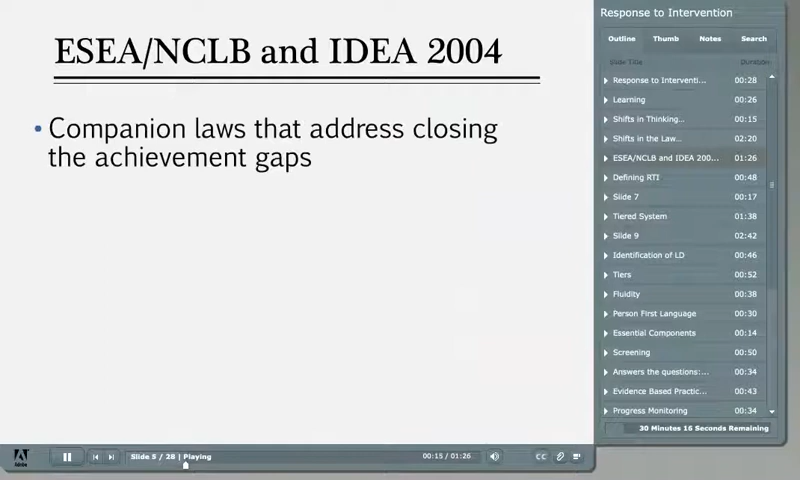 ESEA/NCLB and IDEA 2004
• Companion laws that address closing
the achievement gaps
Response to Intervention
Outline Thumb Notes Search
Slide Title Duration
Response to Interventi... 00:28
Learning 00:26
Shifts in Thinking... 00:15
Shifts in the Law... 02:20
ESEA/NCLB and IDEA 200... 01:26
Defining RTI 00:48
Slide 7 00:17
Tiered System 01:38
Slide 9 02:42
Identification of LD 00:46
Tiers 00:52
Fluidity 00:38
Person First Language 00:30
Essential Components 00:14
Screening 00:50
Answers the questions:... 00:34
Evidence Based Practic... 00:43
Progress Monitoring 00:34
30 Minutes 16 Seconds Remaining
Adobe
Slide 5 / 28 | Playing
00:15 / 01:26
CC